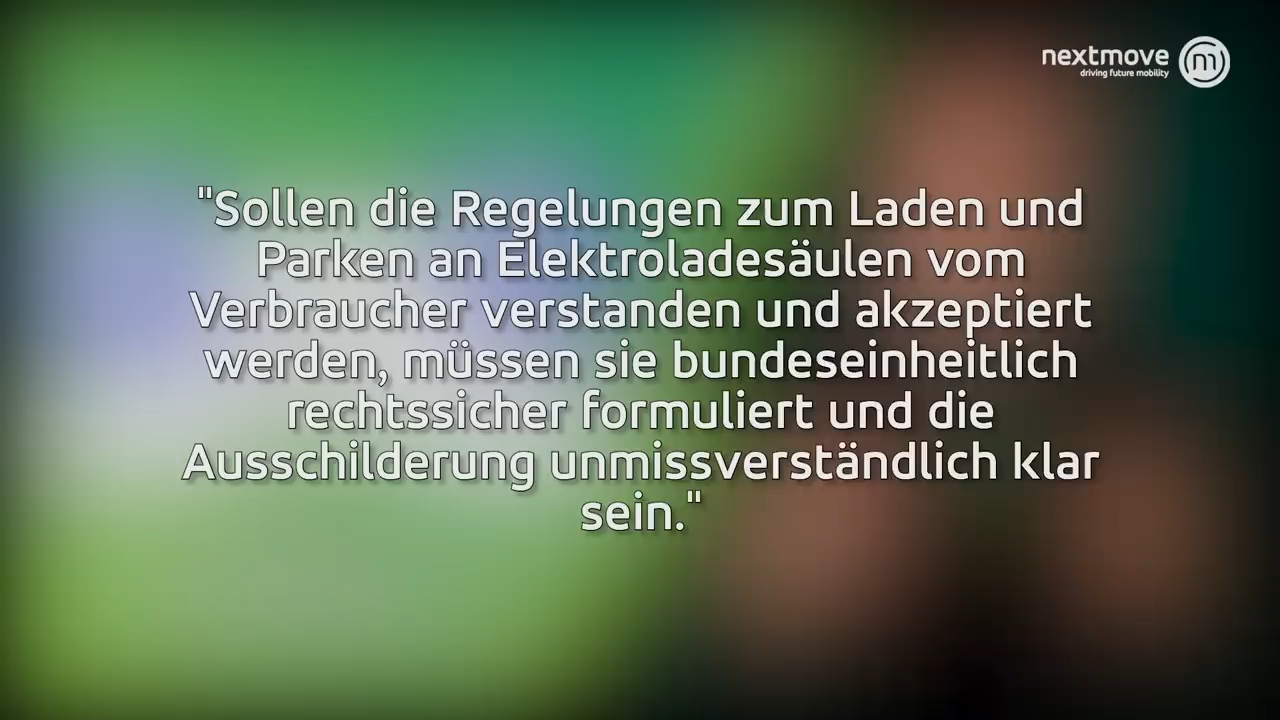 nextmove
driving future mobility
"Sollen die Regelungen zum Laden und
Parken an Elektroladesäulen vom
Verbraucher verstanden und akzeptiert
werden, müssen sie bundeseinheitlich
rechtssicher formuliert und die
Ausschilderung unmissverständlich klar
sein."